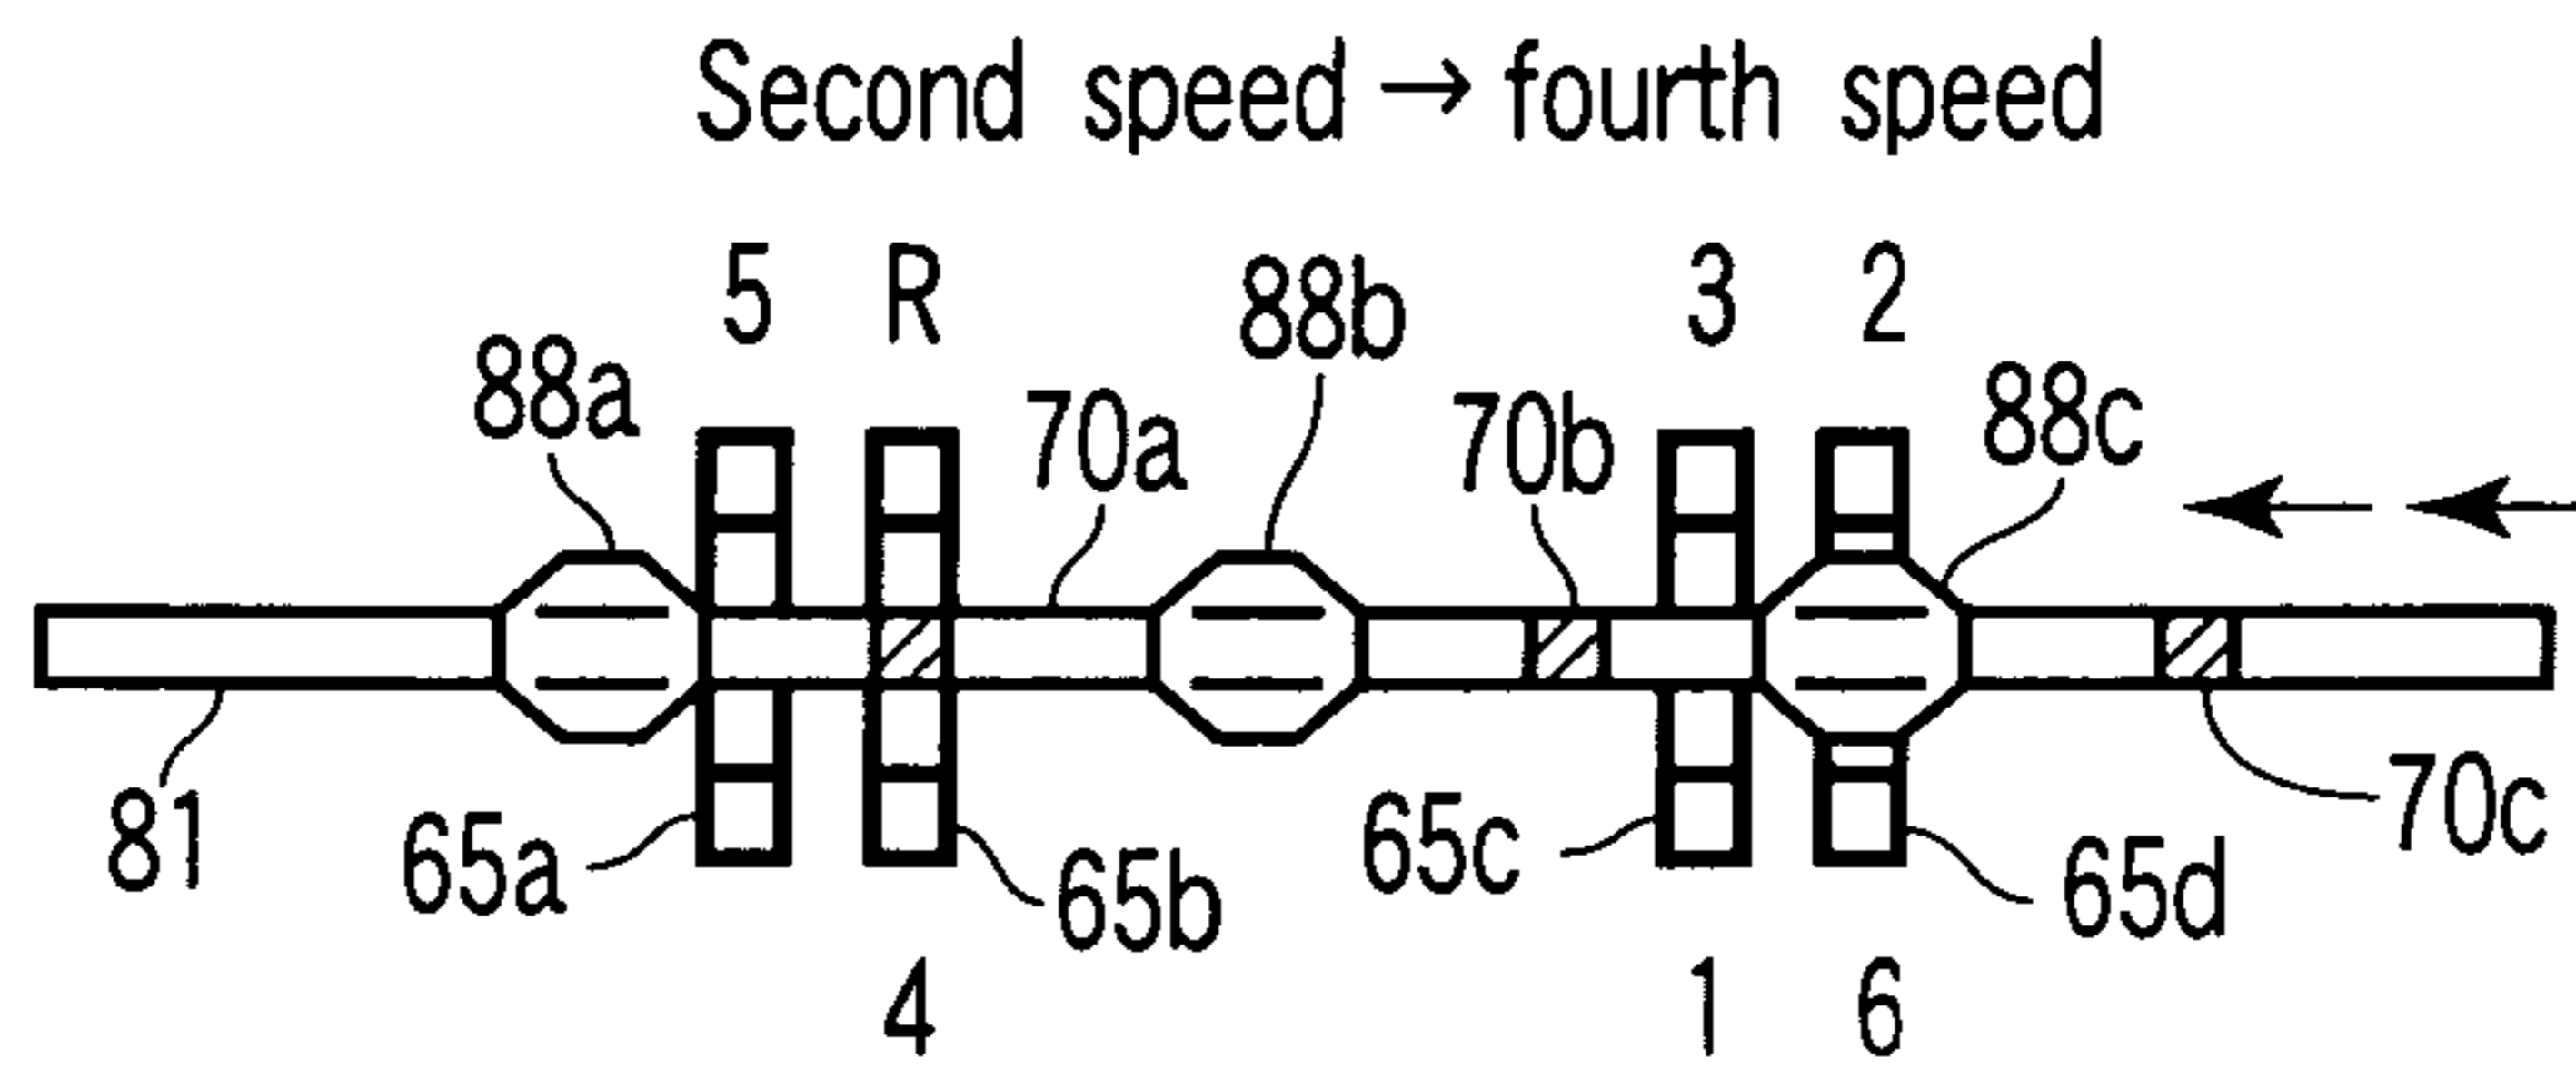 Second speed → fourth speed
5 R 88b 3 2
88a 70a 70b 88c
81 65a 65b 65c 65d 70c
4 1 6